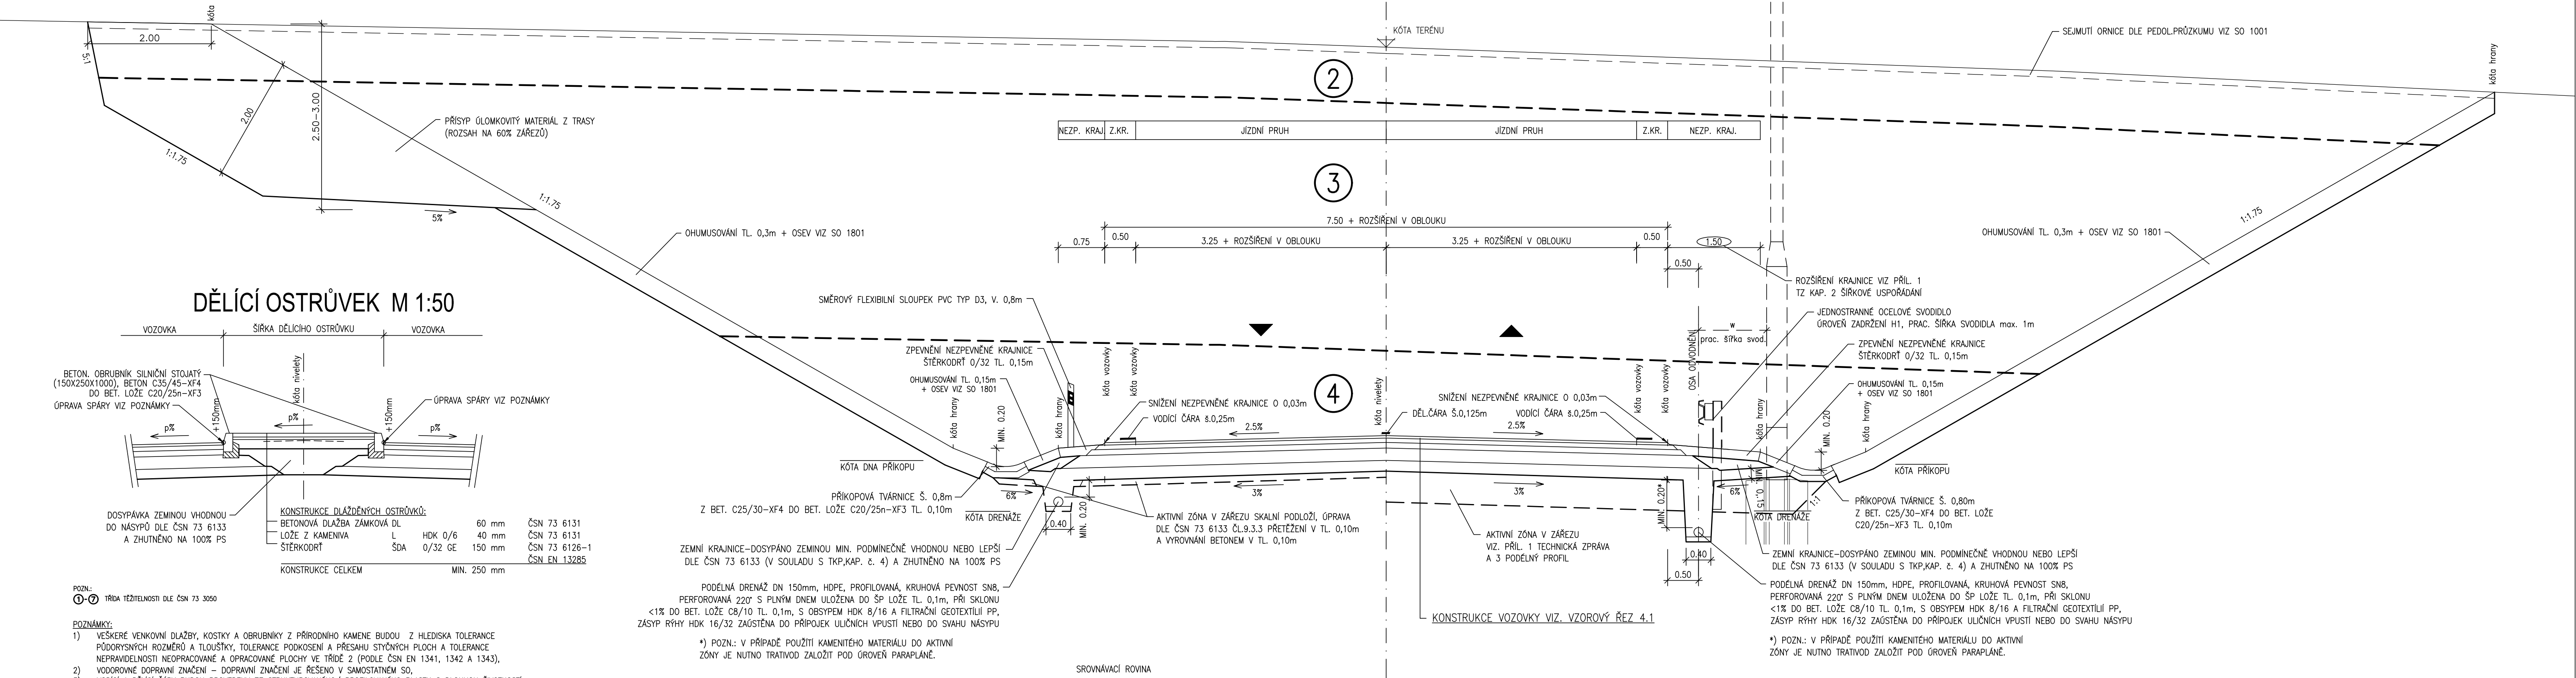 kóta
2.00
5:1
2.00
2.50-3.00
1:1.75
5%
1:1.75
PŘÍSYP ÚLOMKOVITÝ MATERIÁL Z TRASY
(ROZSAH NA 60% ZÁŘEZŮ)
KÓTA TERÉNU
SEJMUTÍ ORNICE DLE PEDOL.PRŮZKUMU VIZ SO 1001
kóta hrany
2
NEZP. KRAJ. Z.KR. JÍZDNÍ PRUH JÍZDNÍ PRUH Z.KR. NEZP. KRAJ.
3
7.50 + ROZŠÍŘENÍ V OBLOUKU
0.75 0.50 3.25 + ROZŠÍŘENÍ V OBLOUKU 3.25 + ROZŠÍŘENÍ V OBLOUKU 0.50 1.50
0.50
1:1.75
OHUMUSOVÁNÍ TL. 0,3m + OSEV VIZ SO 1801
OHUMUSOVÁNÍ TL. 0,3m + OSEV VIZ SO 1801
ROZŠÍŘENÍ KRAJNICE VIZ PŘÍL. 1
TZ KAP. 2 ŠÍŘKOVÉ USPOŘÁDÁNÍ
SMĚROVÝ FLEXIBILNÍ SLOUPEK PVC TYP D3, V. 0,8m
JEDNOSTRANNÉ OCELOVÉ SVODIDLO
ÚROVEŇ ZADRŽENÍ H1, PRAC. ŠÍŘKA SVODIDLA max. 1m
w
prac. šířka svod.
OSA ODVODNĚNÍ
ZPEVNĚNÍ NEZPEVNĚNÉ KRAJNICE
ŠTĚRKODRŤ 0/32 TL. 0,15m
ZPEVNĚNÍ NEZPEVNĚNÉ KRAJNICE
ŠTĚRKODRŤ 0/32 TL. 0,15m
OHUMUSOVÁNÍ TL. 0,15m
+ OSEV VIZ SO 1801
OHUMUSOVÁNÍ TL. 0,15m
+ OSEV VIZ SO 1801
kóta hrany
MIN. 0.20
kóta hrany
kóta vozovky
kóta vozovky
kóta nivelety
kóta vozovky
kóta vozovky
kóta hrany
MIN. 0.20
kóta hrany
4
SNÍŽENÍ NEZPEVNĚNÉ KRAJNICE O 0,03m
VODÍCÍ ČÁRA š.0,25m
DĚL.ČÁRA Š.0,125m
SNÍŽENÍ NEZPEVNĚNÉ KRAJNICE O 0,03m
VODÍCÍ ČÁRA š.0,25m
2.5%
2.5%
KÓTA DNA PŘÍKOPU
KÓTA PŘÍKOPU
6%
3%
3%
6%
1:1
MIN. 0.20
MIN. 0.20*
MIN. 0.15
0.40
0.40
0.50
KÓTA DRENÁŽE
KÓTA DRENÁŽE
PŘÍKOPOVÁ TVÁRNICE Š. 0,8m
Z BET. C25/30-XF4 DO BET. LOŽE C20/25n-XF3 TL. 0,10m
PŘÍKOPOVÁ TVÁRNICE Š. 0,80m
Z BET. C25/30-XF4 DO BET. LOŽE
C20/25n-XF3 TL. 0,10m
AKTIVNÍ ZÓNA V ZÁŘEZU SKALNÍ PODLOŽÍ, ÚPRAVA
DLE ČSN 73 6133 ČL.9.3.3 PŘETĚŽENÍ V TL. 0,10m
A VYROVNÁNÍ BETONEM V TL. 0,10m
AKTIVNÍ ZÓNA V ZÁŘEZU
VIZ. PŘÍL. 1 TECHNICKÁ ZPRÁVA
A 3 PODÉLNÝ PROFIL
ZEMNÍ KRAJNICE-DOSYPÁNO ZEMINOU MIN. PODMÍNEČNĚ VHODNOU NEBO LEPŠÍ
DLE ČSN 73 6133 (V SOULADU S TKP,KAP. č. 4) A ZHUTNĚNO NA 100% PS
ZEMNÍ KRAJNICE-DOSYPÁNO ZEMINOU MIN. PODMÍNEČNĚ VHODNOU NEBO LEPŠÍ
DLE ČSN 73 6133 (V SOULADU S TKP,KAP. č. 4) A ZHUTNĚNO NA 100% PS
PODÉLNÁ DRENÁŽ DN 150mm, HDPE, PROFILOVANÁ, KRUHOVÁ PEVNOST SN8,
PERFOROVANÁ 220° S PLNÝM DNEM ULOŽENA DO ŠP LOŽE TL. 0,1m, PŘI SKLONU
<1% DO BET. LOŽE C8/10 TL. 0,1m, S OBSYPEM HDK 8/16 A FILTRAČNÍ GEOTEXTÍLIÍ PP,
ZÁSYP RÝHY HDK 16/32 ZAÚSTĚNA DO PŘÍPOJEK ULIČNÍCH VPUSTÍ NEBO DO SVAHU NÁSYPU
PODÉLNÁ DRENÁŽ DN 150mm, HDPE, PROFILOVANÁ, KRUHOVÁ PEVNOST SN8,
PERFOROVANÁ 220° S PLNÝM DNEM ULOŽENA DO ŠP LOŽE TL. 0,1m, PŘI SKLONU
<1% DO BET. LOŽE C8/10 TL. 0,1m, S OBSYPEM HDK 8/16 A FILTRAČNÍ GEOTEXTÍLIÍ PP,
ZÁSYP RÝHY HDK 16/32 ZAÚSTĚNA DO PŘÍPOJEK ULIČNÍCH VPUSTÍ NEBO DO SVAHU NÁSYPU
KONSTRUKCE VOZOVKY VIZ. VZOROVÝ ŘEZ 4.1
*) POZN.: V PŘÍPADĚ POUŽÍTÍ KAMENITÉHO MATERIÁLU DO AKTIVNÍ
ZÓNY JE NUTNO TRATIVOD ZALOŽIT POD ÚROVEŇ PARAPLÁNĚ.
*) POZN.: V PŘÍPADĚ POUŽÍTÍ KAMENITÉHO MATERIÁLU DO AKTIVNÍ
ZÓNY JE NUTNO TRATIVOD ZALOŽIT POD ÚROVEŇ PARAPLÁNĚ.
SROVNÁVACÍ ROVINA
DĚLÍCÍ OSTRŮVEK M 1:50
VOZOVKA ŠÍŘKA DĚLÍCÍHO OSTRŮVKU VOZOVKA
BETON. OBRUBNÍK SILNIČNÍ STOJATÝ
(150X250X1000), BETON C35/45-XF4
DO BET. LOŽE C20/25n-XF3
ÚPRAVA SPÁRY VIZ POZNÁMKY
+150mm
kóta nivelety
+150mm
ÚPRAVA SPÁRY VIZ POZNÁMKY
p% p% p%
DOSYPÁVKA ZEMINOU VHODNOU
DO NÁSYPŮ DLE ČSN 73 6133
A ZHUTNĚNO NA 100% PS
KONSTRUKCE DLÁŽDĚNÝCH OSTRŮVKŮ:
BETONOVÁ DLAŽBA ZÁMKOVÁ DL 60 mm ČSN 73 6131
LOŽE Z KAMENIVA L HDK 0/6 40 mm ČSN 73 6131
ŠTĚRKODRŤ ŠDA 0/32 GE 150 mm ČSN 73 6126-1
ČSN EN 13285
KONSTRUKCE CELKEM MIN. 250 mm
POZN.:
1-7 TŘÍDA TĚŽITELNOSTI DLE ČSN 73 3050
POZNÁMKY:
1) VEŠKERÉ VENKOVNÍ DLAŽBY, KOSTKY A OBRUBNÍKY Z PŘÍRODNÍHO KAMENE BUDOU Z HLEDISKA TOLERANCE
PŮDORYSNÝCH ROZMĚRŮ A TLOUŠŤKY, TOLERANCE PODKOSENÍ A PŘESAHU STYČNÝCH PLOCH A TOLERANCE
NEPRAVIDELNOSTI NEOPRACOVANÉ A OPRACOVANÉ PLOCHY VE TŘÍDĚ 2 (PODLE ČSN EN 1341, 1342 A 1343),
2) VODOROVNÉ DOPRAVNÍ ZNAČENÍ – DOPRAVNÍ ZNAČENÍ JE ŘEŠENO V SAMOSTATNÉM SO,